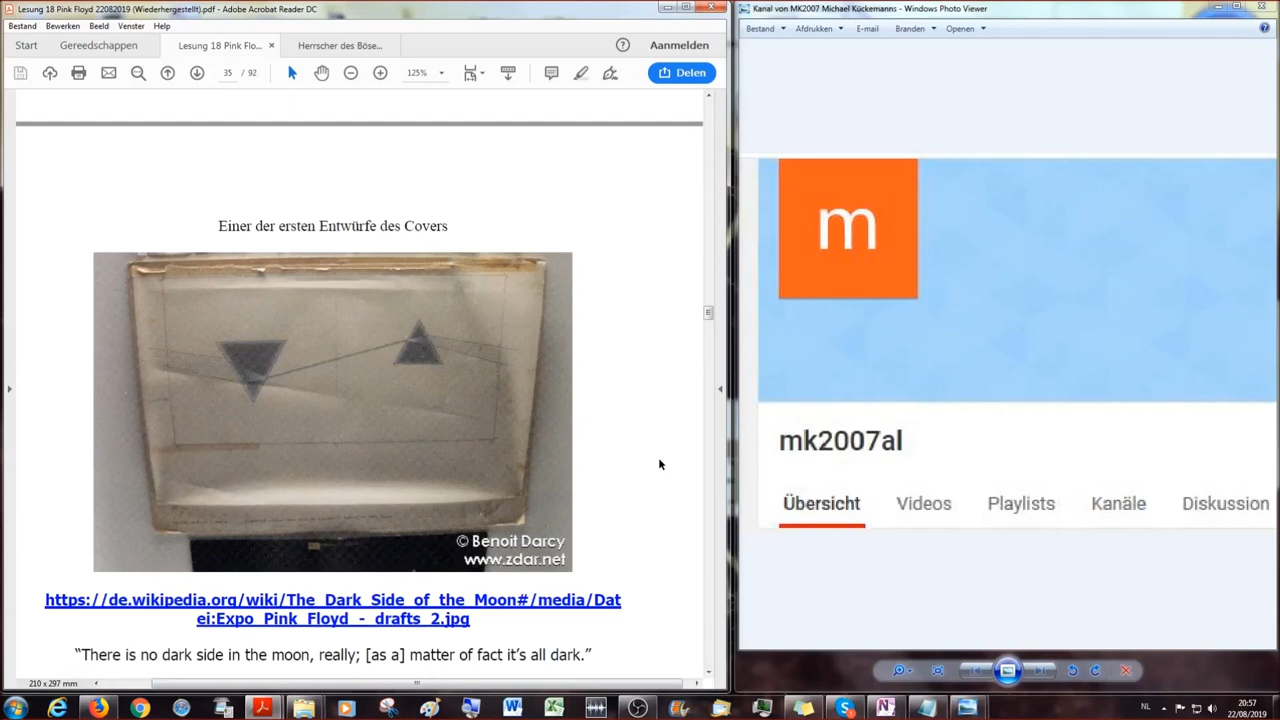 Lesung 18 Pink Floyd 22082019 (Wiederhergestellt).pdf - Adobe Acrobat Reader DC
Bestand Bewerken Beeld Venster Help
Start Gereedschappen Lesung 18 Pink Flo... × Herrscher des Böse... ? Aanmelden
35 / 92 125% Delen
Einer der ersten Entwürfe des Covers
© Benoit Darcy
www.zdar.net
https://de.wikipedia.org/wiki/The_Dark_Side_of_the_Moon#/media/Dat
ei:Expo_Pink_Floyd_-_drafts_2.jpg
“There is no dark side in the moon, really; [as a] matter of fact it’s all dark.”
210 x 297 mm
Kanal von MK2007 Michael Kückemanns - Windows Photo Viewer
Bestand Afdrukken E-mail Branden Openen
m
mk2007al
Übersicht Videos Playlists Kanäle Diskussion
NL 20:57
22/08/2019